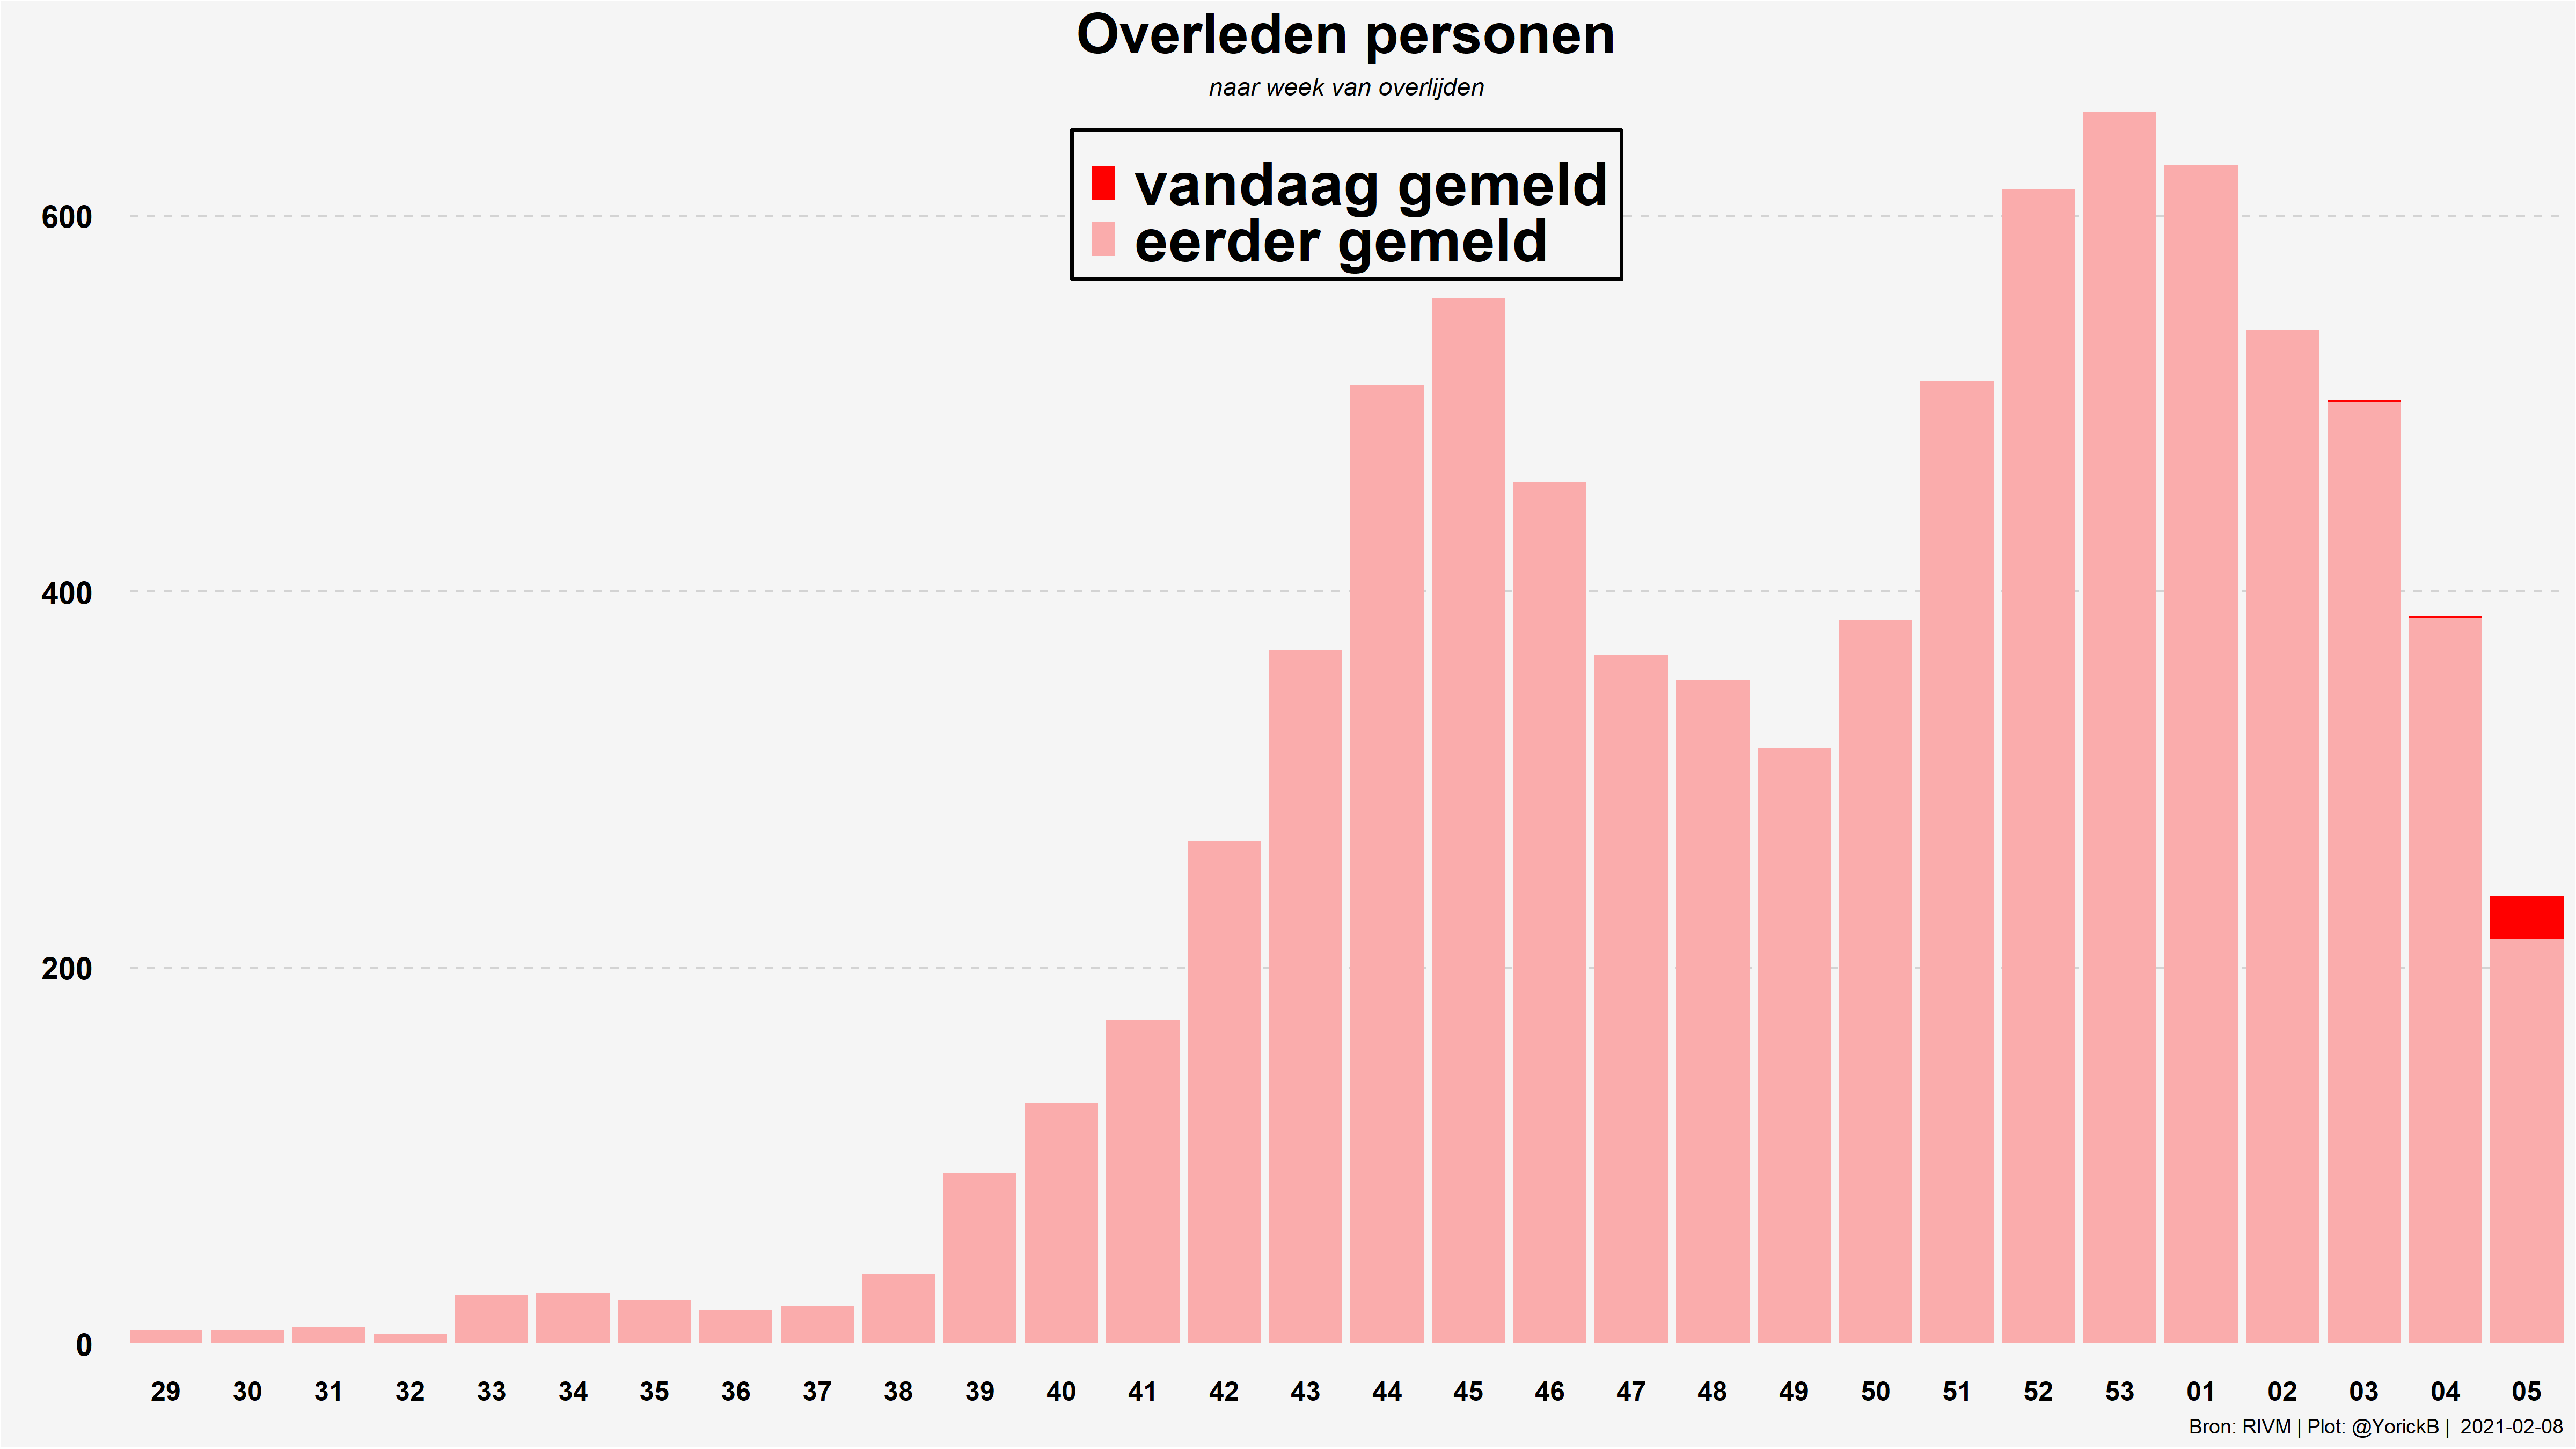 Overleden personen
naar week van overlijden
vandaag gemeld
eerder gemeld
600
400
200
0
29 30 31 32 33 34 35 36 37 38 39 40 41 42 43 44 45 46 47 48 49 50 51 52 53 01 02 03 04 05
Bron: RIVM | Plot: @YorickB | 2021-02-08